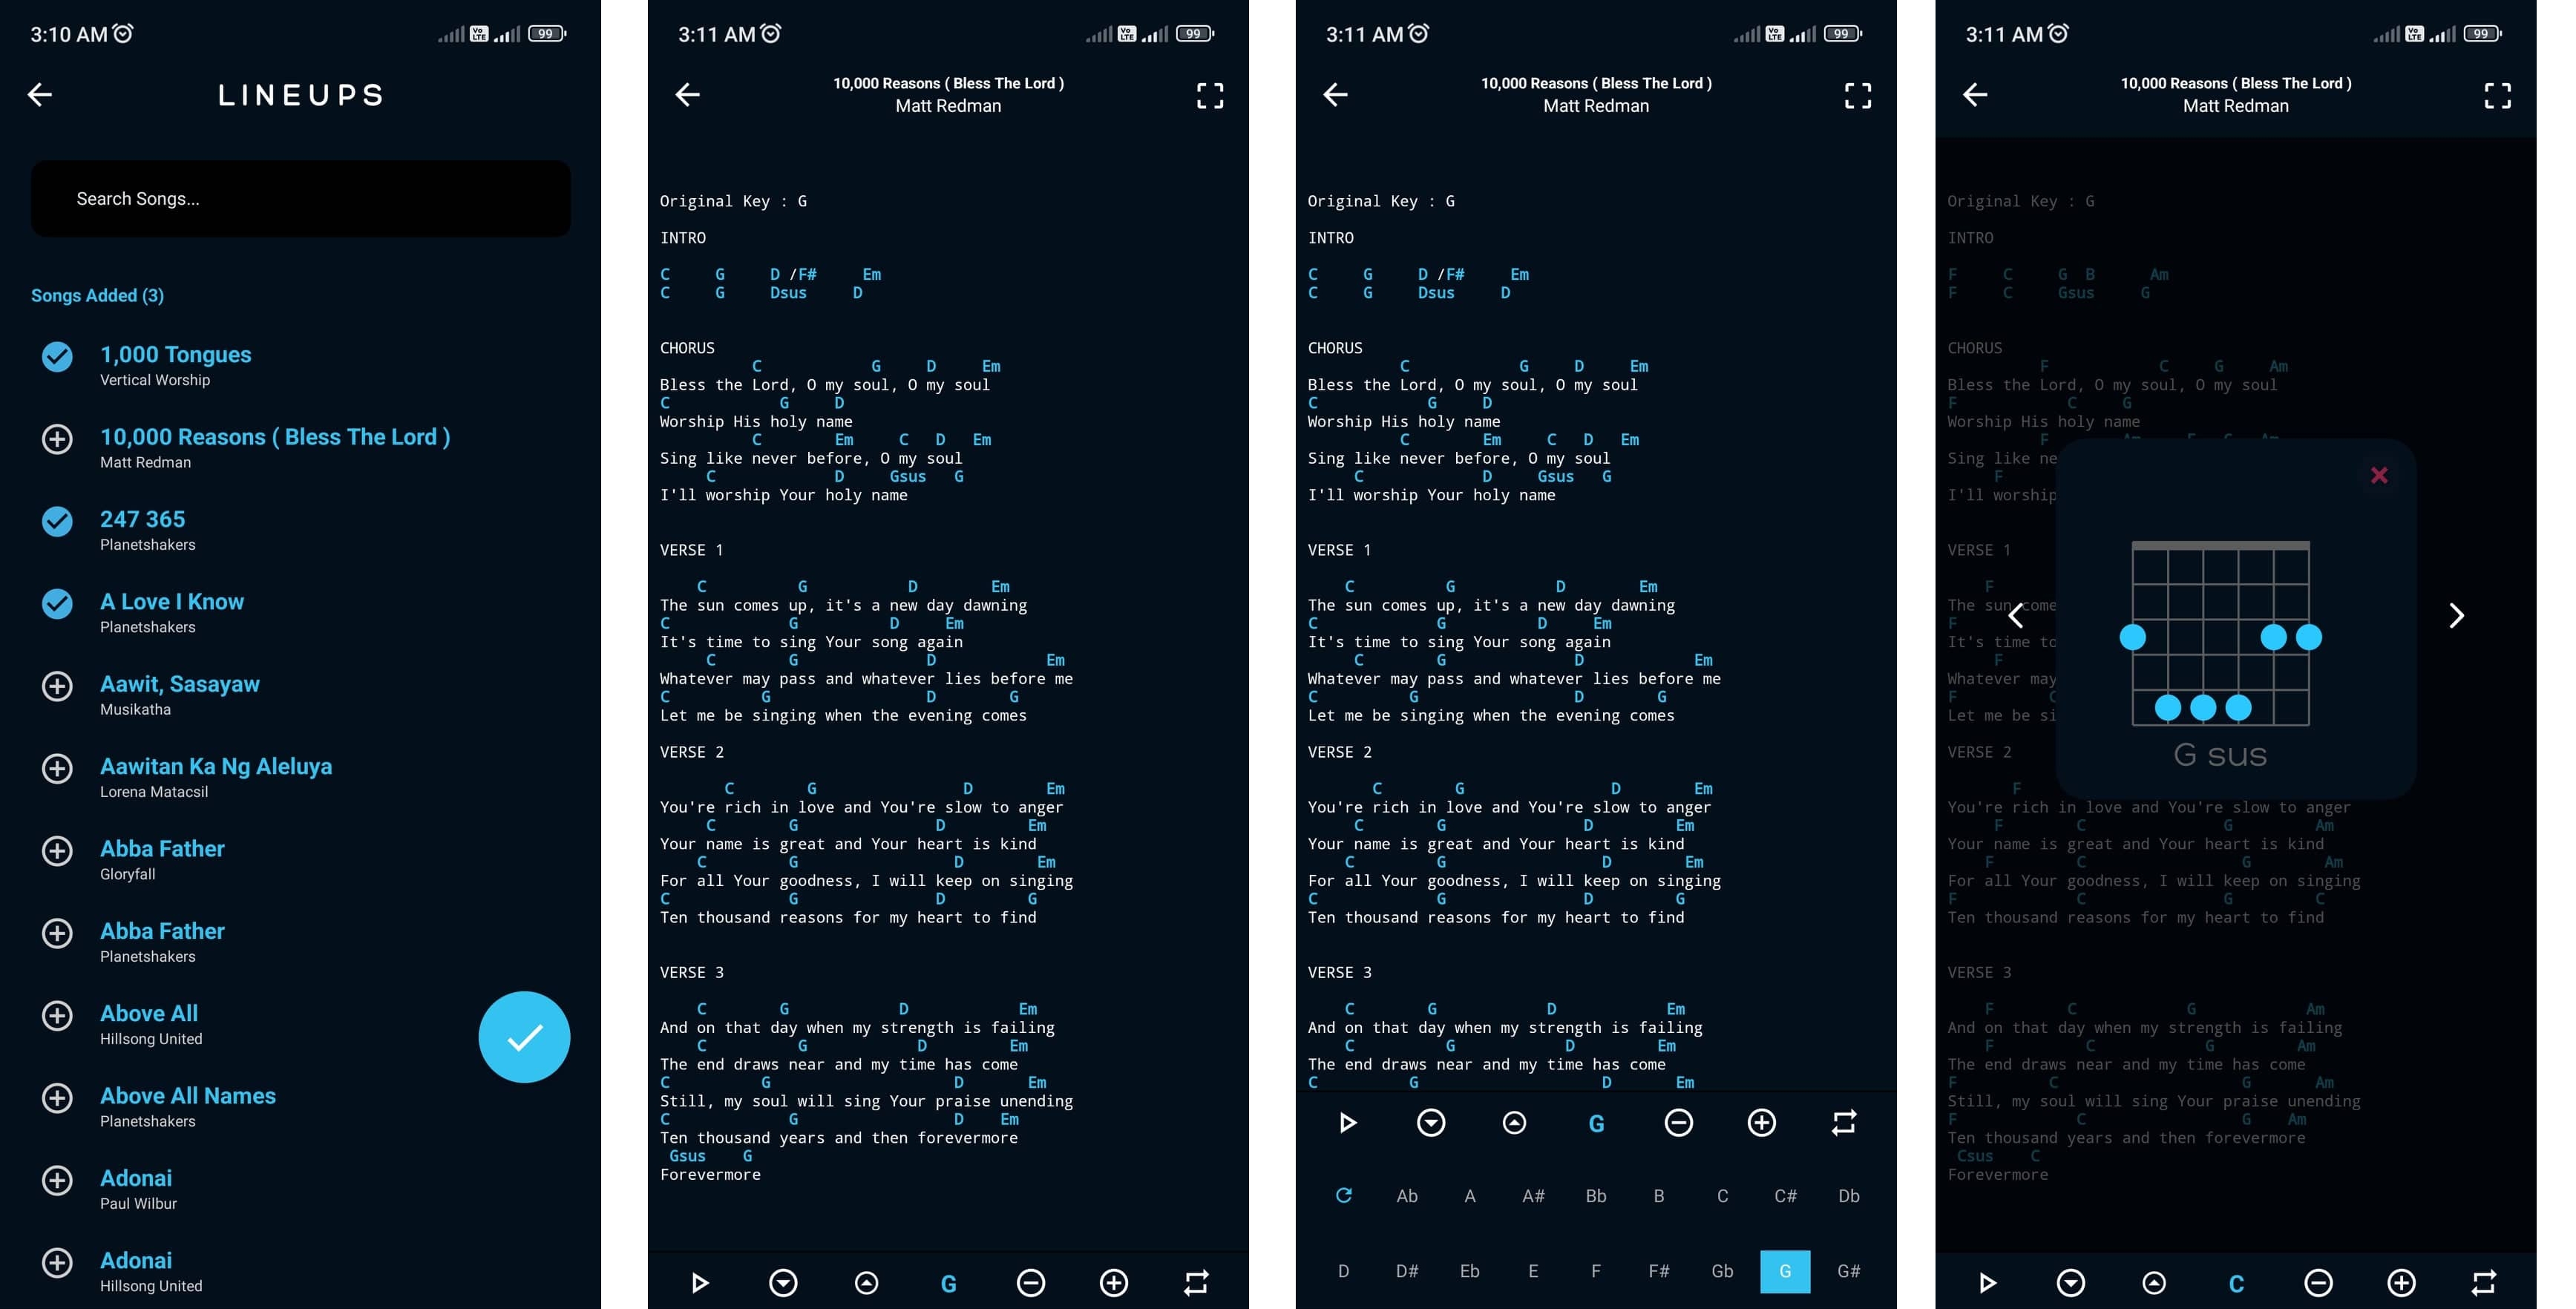 3:10 AM
Vo LTE
99
LINEUPS
Search Songs...
Songs Added (3)
1,000 Tongues
Vertical Worship
10,000 Reasons ( Bless The Lord )
Matt Redman
247 365
Planetshakers
A Love I Know
Planetshakers
Aawit, Sasayaw
Musikatha
Aawitan Ka Ng Aleluya
Lorena Matacsil
Abba Father
Gloryfall
Abba Father
Planetshakers
Above All
Hillsong United
Above All Names
Planetshakers
Adonai
Paul Wilbur
Adonai
Hillsong United
3:11 AM
Vo LTE
99
10,000 Reasons ( Bless The Lord )
Matt Redman
Original Key : G
INTRO
C G D /F# Em
C G Dsus D
CHORUS
C G D Em
Bless the Lord, O my soul, O my soul
C G D
Worship His holy name
C Em C D Em
Sing like never before, O my soul
C D Gsus G
I'll worship Your holy name
VERSE 1
C G D Em
The sun comes up, it's a new day dawning
C G D Em
It's time to sing Your song again
C G D Em
Whatever may pass and whatever lies before me
C G D G
Let me be singing when the evening comes
VERSE 2
C G D Em
You're rich in love and You're slow to anger
C G D Em
Your name is great and Your heart is kind
C G D Em
For all Your goodness, I will keep on singing
C G D G
Ten thousand reasons for my heart to find
VERSE 3
C G D Em
And on that day when my strength is failing
C G D Em
The end draws near and my time has come
C G D Em
Still, my soul will sing Your praise unending
C G D Em
Ten thousand years and then forevermore
Gsus G
Forevermore
G
3:11 AM
Vo LTE
99
10,000 Reasons ( Bless The Lord )
Matt Redman
Original Key : G
INTRO
C G D /F# Em
C G Dsus D
CHORUS
C G D Em
Bless the Lord, O my soul, O my soul
C G D
Worship His holy name
C Em C D Em
Sing like never before, O my soul
C D Gsus G
I'll worship Your holy name
VERSE 1
C G D Em
The sun comes up, it's a new day dawning
C G D Em
It's time to sing Your song again
C G D Em
Whatever may pass and whatever lies before me
C G D G
Let me be singing when the evening comes
VERSE 2
C G D Em
You're rich in love and You're slow to anger
C G D Em
Your name is great and Your heart is kind
C G D Em
For all Your goodness, I will keep on singing
C G D G
Ten thousand reasons for my heart to find
VERSE 3
C G D Em
And on that day when my strength is failing
C G D Em
The end draws near and my time has come
C G D Em
G
Ab A A# Bb B C C# Db
D D# Eb E F F# Gb G G#
3:11 AM
Vo LTE
99
10,000 Reasons ( Bless The Lord )
Matt Redman
Original Key : G
INTRO
F C G B Am
F C Gsus G
CHORUS
F C G Am
Bless the Lord, O my soul, O my soul
F C G
Worship His holy name
F Am F G Am
Sing like ne
F
I'll worship
VERSE 1
F
The sun come
F
It's time to
F
Whatever may
F
Let me be si
G sus
VERSE 2
F
You're rich in love and You're slow to anger
F C G Am
Your name is great and Your heart is kind
F C G Am
For all Your goodness, I will keep on singing
F C G C
Ten thousand reasons for my heart to find
VERSE 3
F C G Am
And on that day when my strength is failing
F C G Am
The end draws near and my time has come
F C G Am
Still, my soul will sing Your praise unending
F C G Am
Ten thousand years and then forevermore
Csus C
Forevermore
C